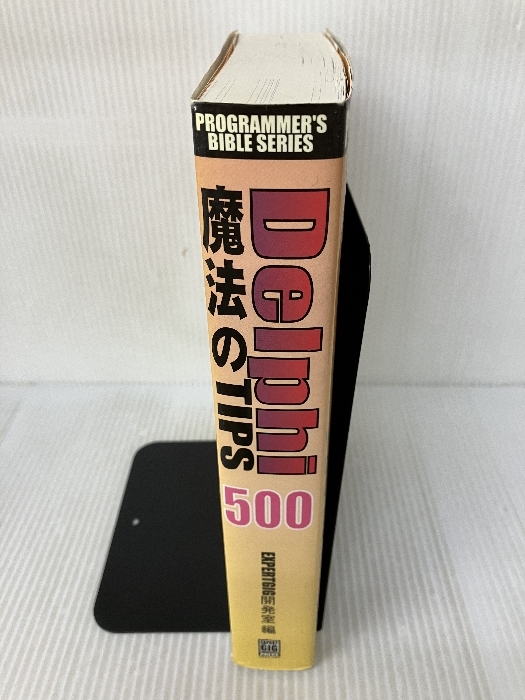 PROGRAMMER'S
BIBLE SERIES
Delphi
魔法のTIPS
500
EXPERTGIG開発室 編
GIG